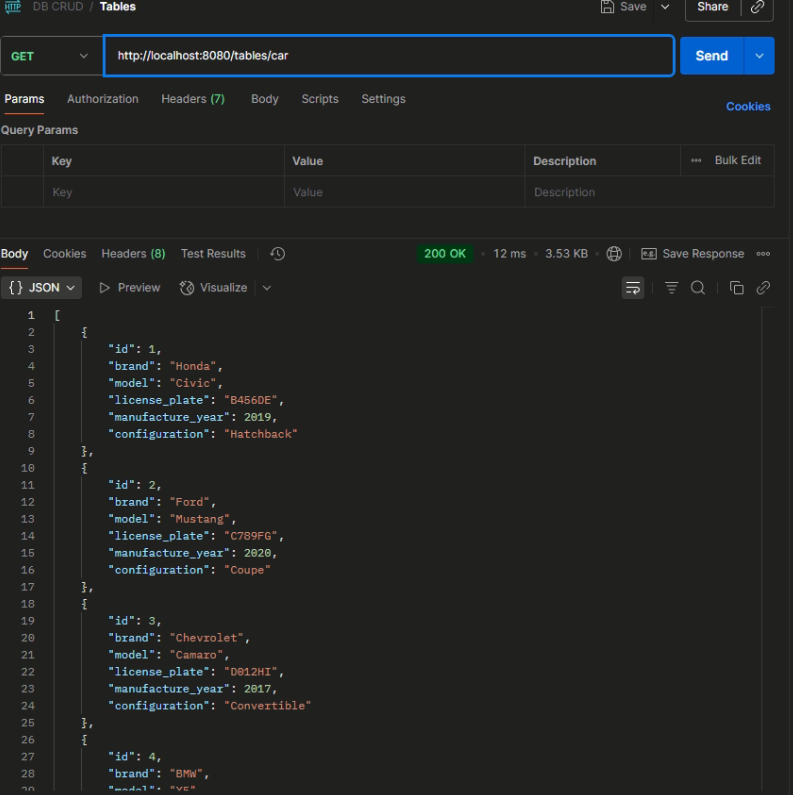 HTTP DB CRUD / Tables Save Share
GET http://localhost:8080/tables/car Send
Params Authorization Headers (7) Body Scripts Settings Cookies
Query Params
Key Value Description Bulk Edit
Key Value Description
Body Cookies Headers (8) Test Results 200 OK 12 ms 3.53 KB e.g. Save Response
{} JSON Preview Visualize
1 [
2 {
3 "id": 1,
4 "brand": "Honda",
5 "model": "Civic",
6 "license_plate": "B456DE",
7 "manufacture_year": 2019,
8 "configuration": "Hatchback"
9 },
10 {
11 "id": 2,
12 "brand": "Ford",
13 "model": "Mustang",
14 "license_plate": "C789FG",
15 "manufacture_year": 2020,
16 "configuration": "Coupe"
17 },
18 {
19 "id": 3,
20 "brand": "Chevrolet",
21 "model": "Camaro",
22 "license_plate": "D012HI",
23 "manufacture_year": 2017,
24 "configuration": "Convertible"
25 },
26 {
27 "id": 4,
28 "brand": "BMW",
29 "model": "X5"